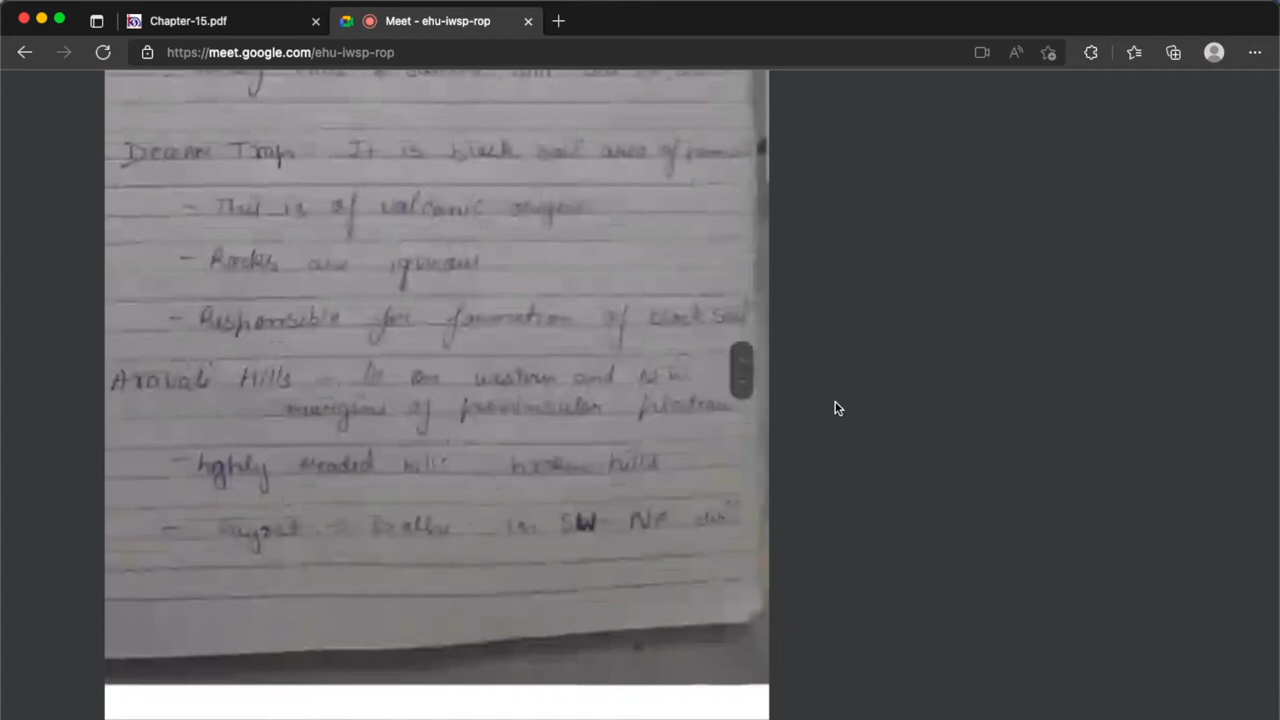 Chapter-15.pdf
Meet - ehu-iwsp-rop
https://meet.google.com/ehu-iwsp-rop
Deccan Trap It is black soil area of
- This is of volcanic origin
- Rocks are igneous
- Responsible for formation of black soil
Aravali Hills - on western and N.W.
margins of peninsular plateau
- highly eroded hills broken hills
- Gujrat -> Delhi in SW - NE dirn